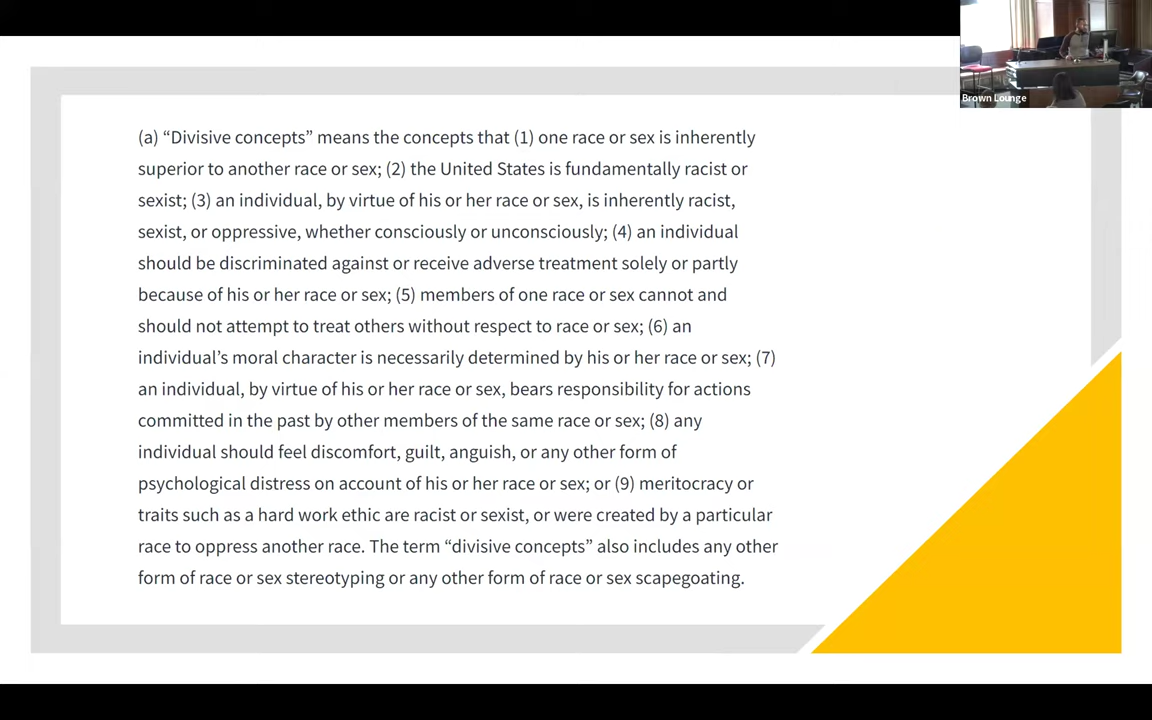 (a) “Divisive concepts” means the concepts that (1) one race or sex is inherently
superior to another race or sex; (2) the United States is fundamentally racist or
sexist; (3) an individual, by virtue of his or her race or sex, is inherently racist,
sexist, or oppressive, whether consciously or unconsciously; (4) an individual
should be discriminated against or receive adverse treatment solely or partly
because of his or her race or sex; (5) members of one race or sex cannot and
should not attempt to treat others without respect to race or sex; (6) an
individual’s moral character is necessarily determined by his or her race or sex; (7)
an individual, by virtue of his or her race or sex, bears responsibility for actions
committed in the past by other members of the same race or sex; (8) any
individual should feel discomfort, guilt, anguish, or any other form of
psychological distress on account of his or her race or sex; or (9) meritocracy or
traits such as a hard work ethic are racist or sexist, or were created by a particular
race to oppress another race. The term “divisive concepts” also includes any other
form of race or sex stereotyping or any other form of race or sex scapegoating.
Brown Lounge